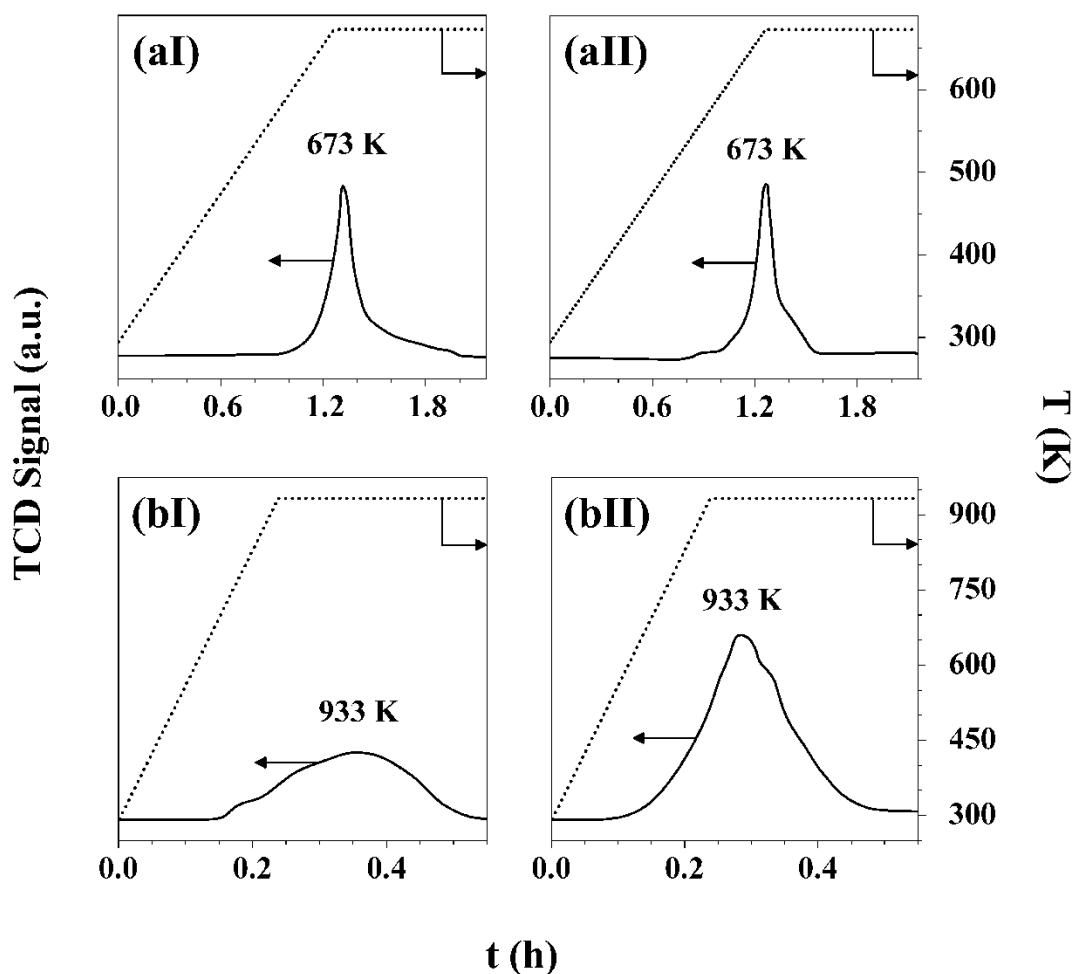 (aI)
673 K
0.0 0.6 1.2 1.8
(aII)
673 K
0.0 0.6 1.2 1.8
600
500
400
300
(bI)
933 K
0.0 0.2 0.4
(bII)
933 K
0.0 0.2 0.4
900
750
600
450
300
TCD Signal (a.u.)
T (K)
t (h)